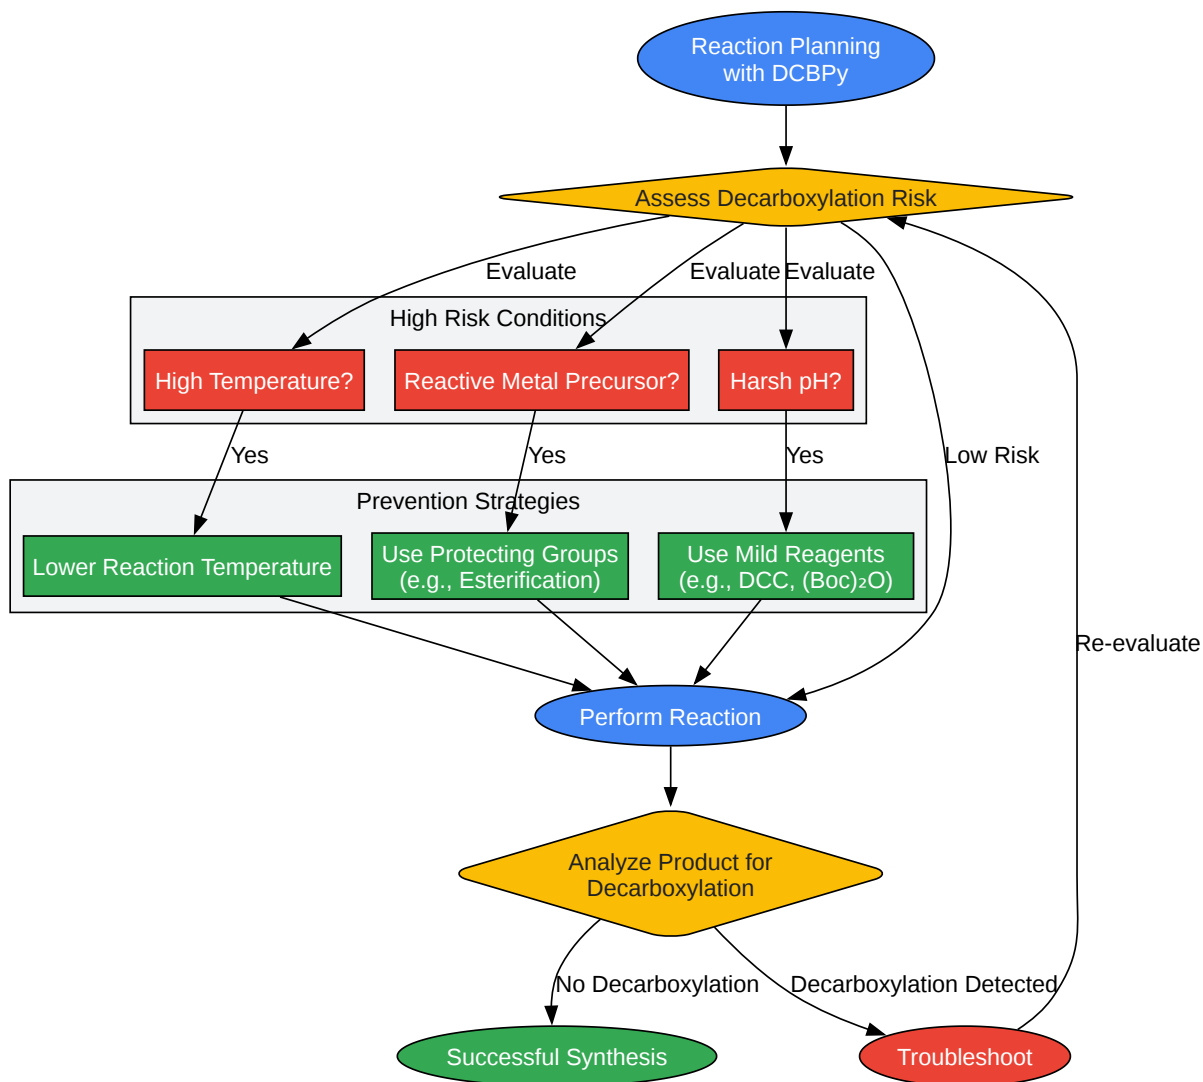 Reaction Planning
with DCBPy
Assess Decarboxylation Risk
Evaluate
Evaluate
Evaluate
High Risk Conditions
High Temperature?
Reactive Metal Precursor?
Harsh pH?
Yes
Yes
Yes
Low Risk
Prevention Strategies
Lower Reaction Temperature
Use Protecting Groups
(e.g., Esterification)
Use Mild Reagents
(e.g., DCC, (Boc)₂O)
Re-evaluate
Perform Reaction
Analyze Product for
Decarboxylation
No Decarboxylation
Decarboxylation Detected
Successful Synthesis
Troubleshoot